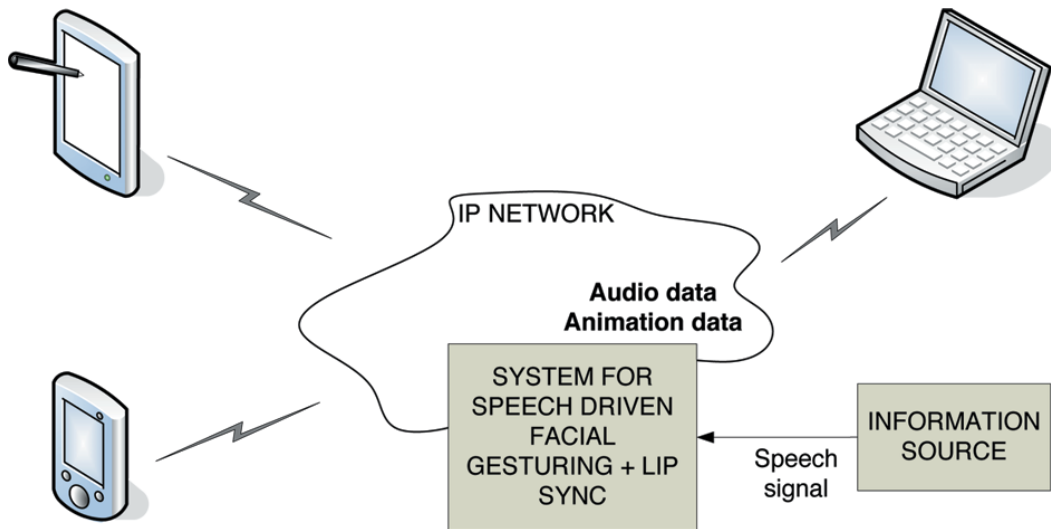 IP NETWORK
Audio data
Animation data
SYSTEM FOR
SPEECH DRIVEN
FACIAL
GESTURING + LIP
SYNC
Speech
signal
INFORMATION
SOURCE